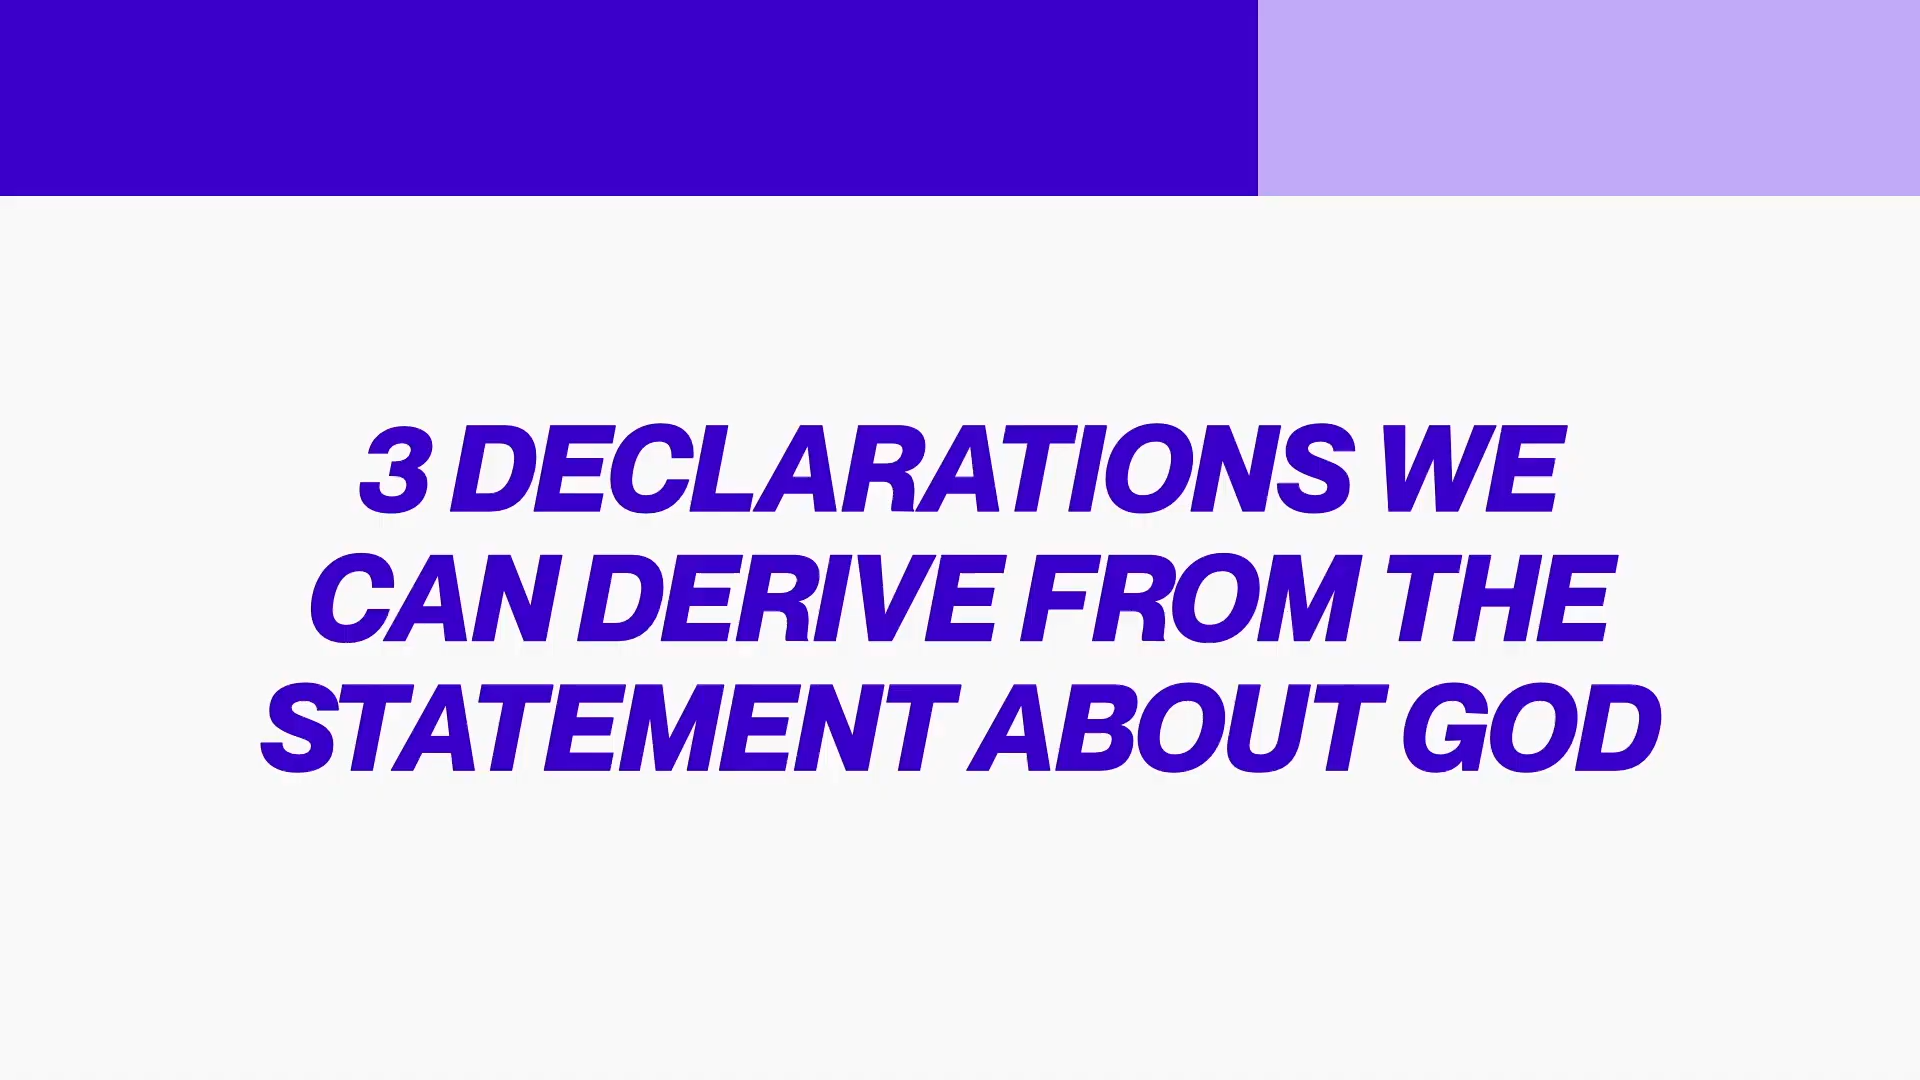 3 DECLARATIONS WE
CAN DERIVE FROM THE
STATEMENT ABOUT GOD